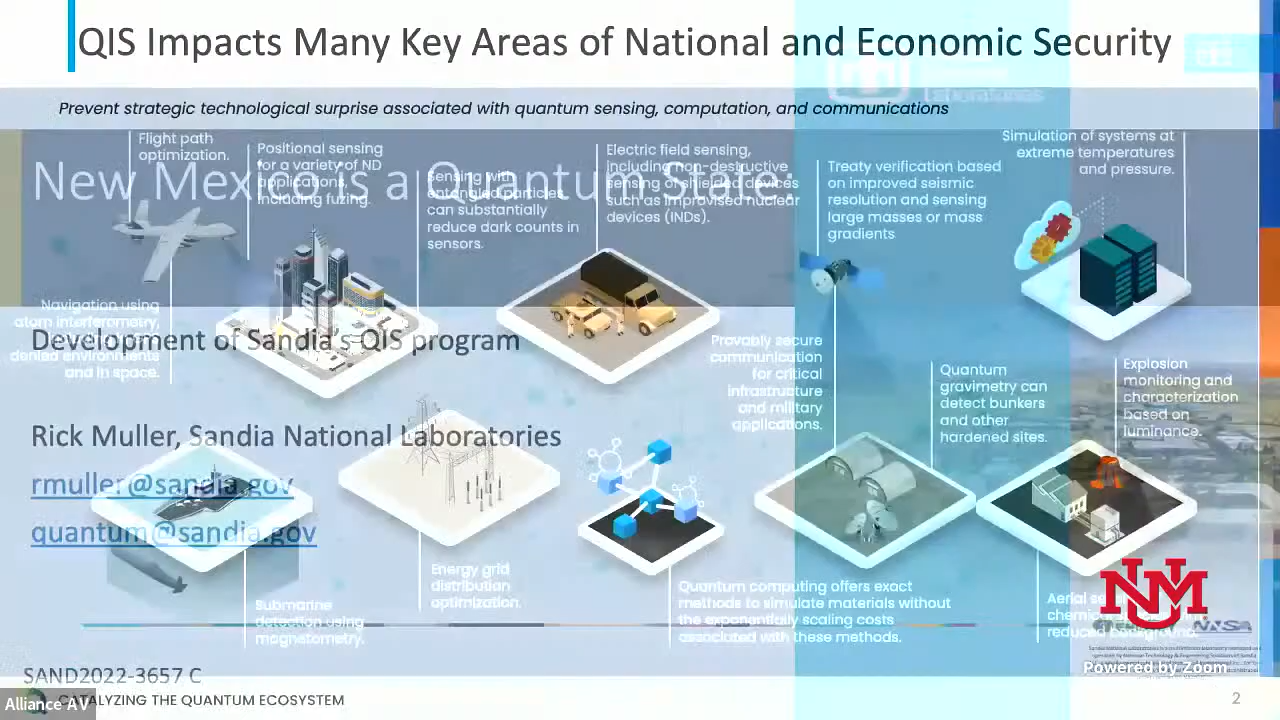 QIS Impacts Many Key Areas of National and Economic Security
Laboratories
Prevent strategic technological surprise associated with quantum sensing, computation, and communications
New Mexico is a Quantum State:
Flight path
optimization.
Positional sensing
for a variety of ND
applications,
including fuzing.
Sensing with
entangled particles
can substantially
reduce dark counts in
sensors.
Electric field sensing,
including non-destructive
sensing of shielded devices
such as improvised nuclear
devices (INDs).
Treaty verification based
on improved seismic
resolution and sensing
large masses or mass
gradients
Simulation of systems at
extreme temperatures
and pressure.
Navigation using
atom interferometry,
denied environments
and in space.
Development of Sandia's QIS program
Provably secure
communication
for critical
infrastructure
and military
applications.
Quantum
gravimetry can
detect bunkers
and other
hardened sites.
Explosion
monitoring and
characterization
based on
luminance.
Rick Muller, Sandia National Laboratories
rmuller@sandia.gov
quantum@sandia.gov
Submarine
detection using
magnetometry.
Energy grid
distribution
optimization.
Quantum computing offers exact
methods to simulate materials without
the exponentially scaling costs
associated with these methods.
Aerial
reduced background.
UNM
ENERGY NNSA
SAND2022-3657 C
Powered by Zoom
Alliance AV
CATALYZING THE QUANTUM ECOSYSTEM
2